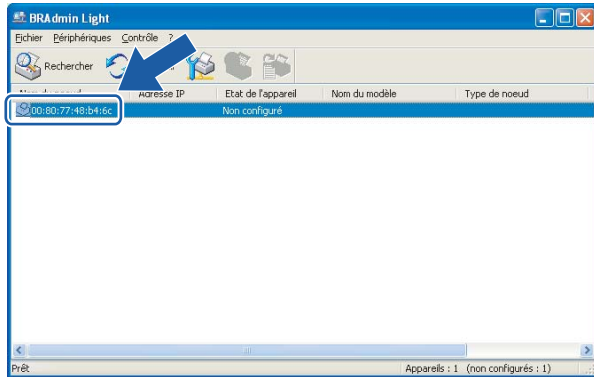 BRAdmin Light
Fichier Périphériques Contrôle ?
Rechercher
Adresse IP Etat de l'appareil Nom du modèle Type de noeud
00:80:77:48:b4:6c Non configuré
Prêt Appareils : 1 (non configurés : 1)